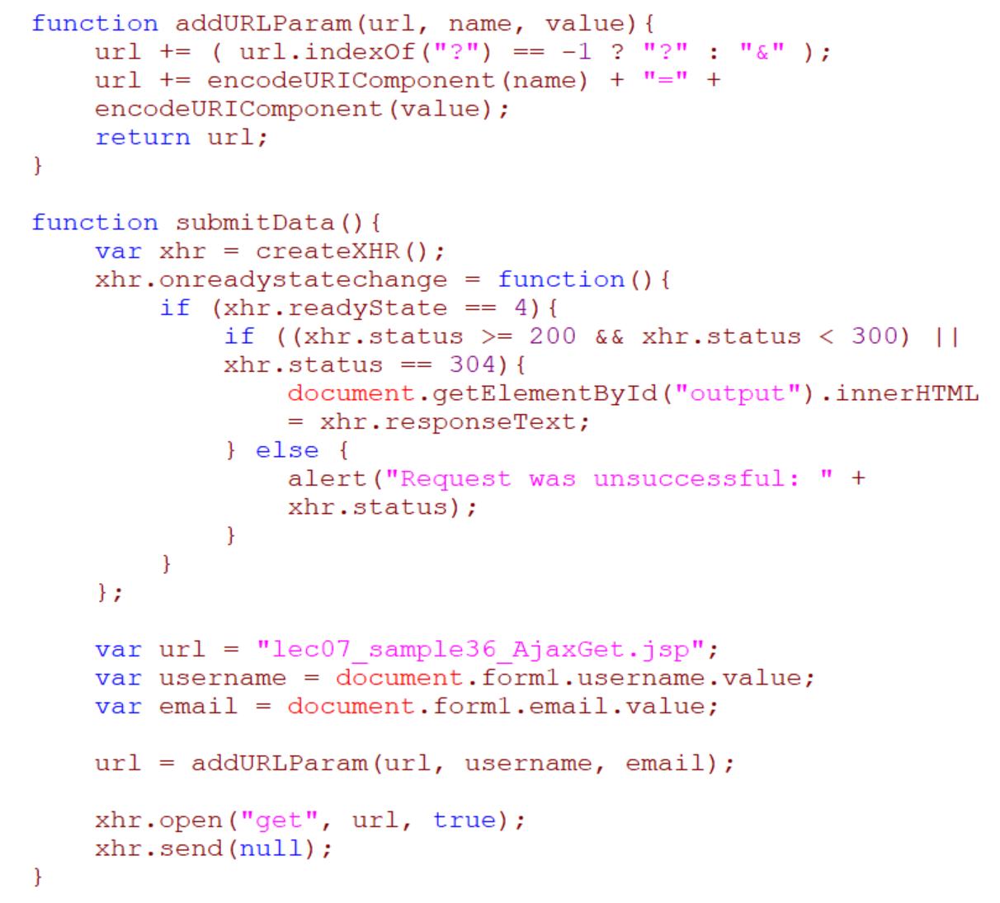 function addURLParam(url, name, value){
    url += ( url.indexOf("?") == -1 ? "?" : "&" );
    url += encodeURIComponent(name) + "=" +
    encodeURIComponent(value);
    return url;
}

function submitData(){
    var xhr = createXHR();
    xhr.onreadystatechange = function(){
        if (xhr.readyState == 4){
            if ((xhr.status >= 200 && xhr.status < 300) ||
            xhr.status == 304){
                document.getElementById("output").innerHTML
                = xhr.responseText;
            } else {
                alert("Request was unsuccessful: " +
                xhr.status);
            }
        }
    };

    var url = "lec07_sample36_AjaxGet.jsp";
    var username = document.form1.username.value;
    var email = document.form1.email.value;

    url = addURLParam(url, username, email);

    xhr.open("get", url, true);
    xhr.send(null);
}